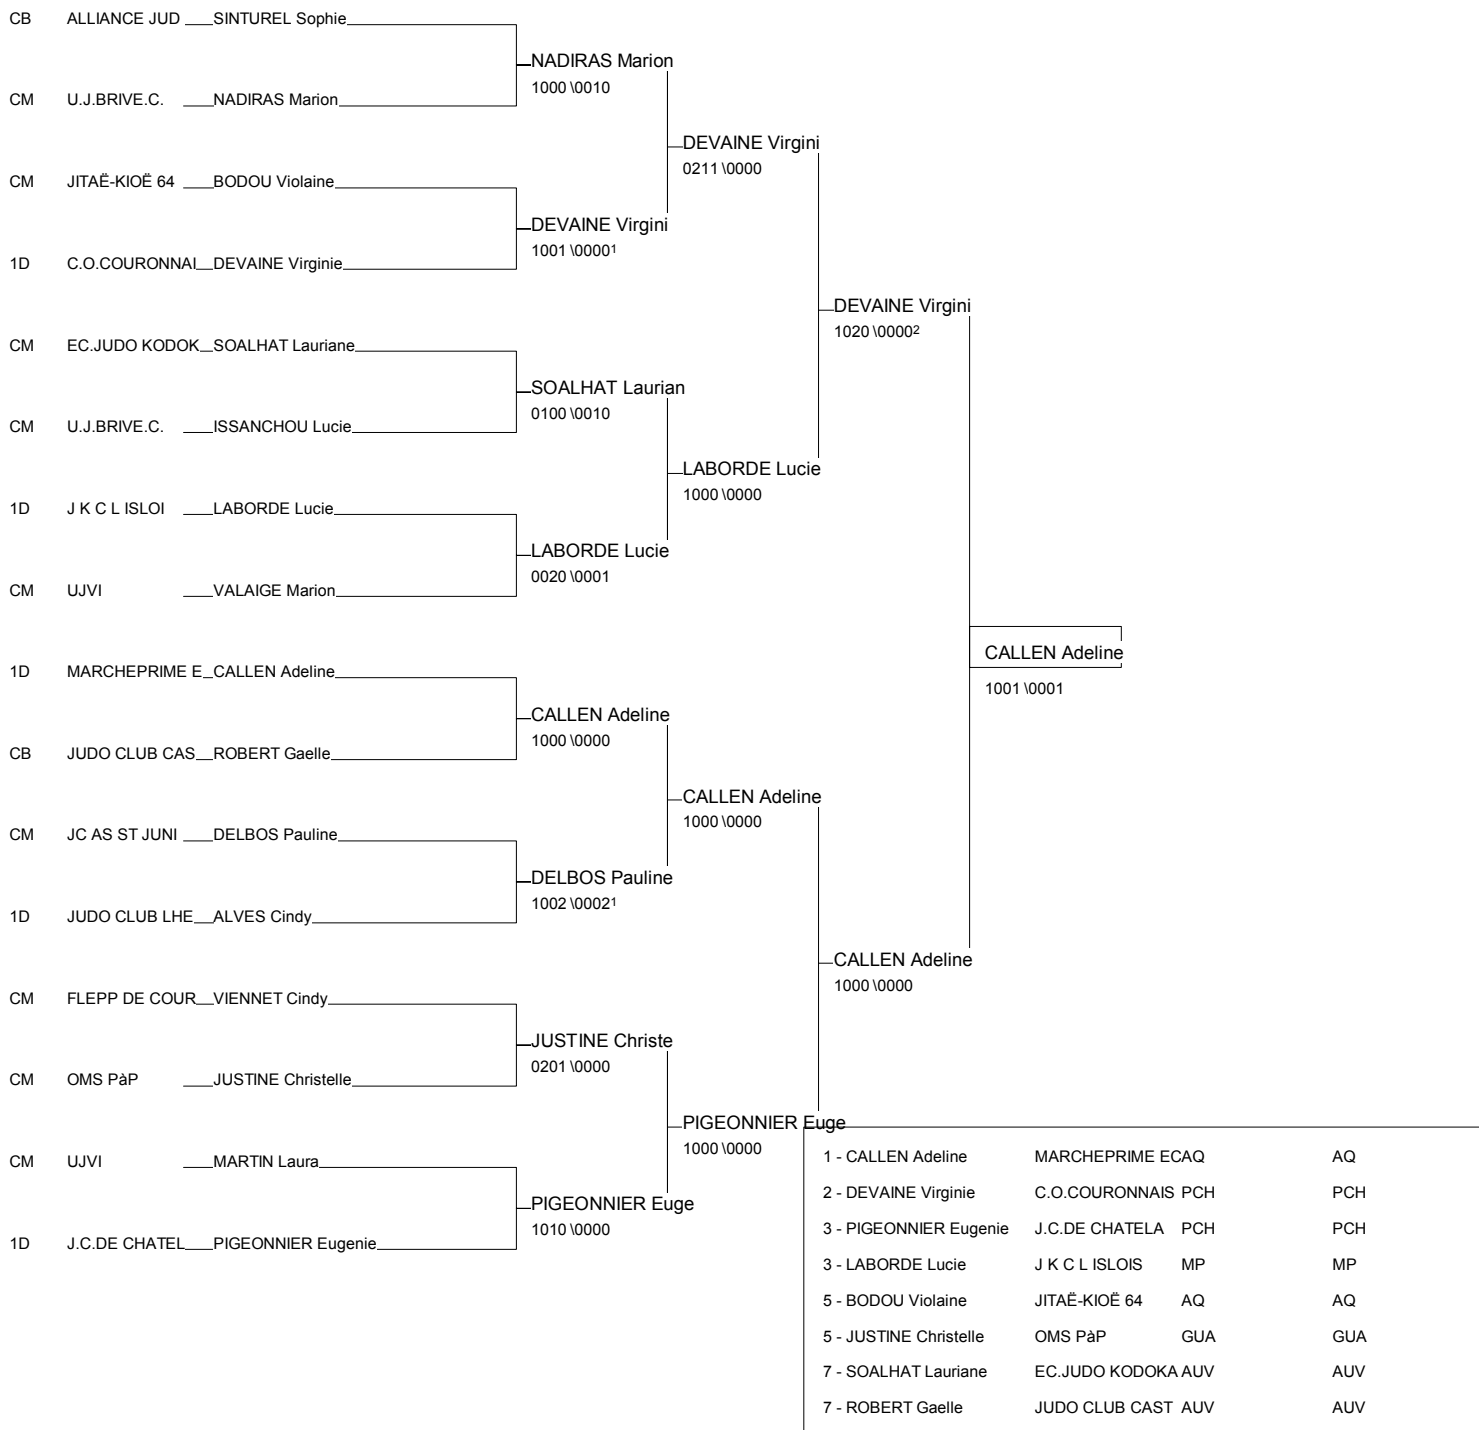 CB ALLIANCE JUD SINTUREL Sophie
NADIRAS Marion
1000 \0010
CM U.J.BRIVE.C. NADIRAS Marion
DEVAINE Virgini
0211 \0000
CM JITAË-KIOË 64 BODOU Violaine
DEVAINE Virgini
1001 \0000¹
1D C.O.COURONNAI DEVAINE Virginie
DEVAINE Virgini
1020 \0000²
CM EC.JUDO KODOK SOALHAT Lauriane
SOALHAT Laurian
0100 \0010
CM U.J.BRIVE.C. ISSANCHOU Lucie
LABORDE Lucie
1000 \0000
1D J K C L ISLOI LABORDE Lucie
LABORDE Lucie
0020 \0001
CM UJVI VALAIGE Marion
CALLEN Adeline
1001 \0001
1D MARCHEPRIME E CALLEN Adeline
CALLEN Adeline
1000 \0000
CB JUDO CLUB CAS ROBERT Gaelle
CALLEN Adeline
1000 \0000
CM JC AS ST JUNI DELBOS Pauline
DELBOS Pauline
1002 \0002¹
1D JUDO CLUB LHE ALVES Cindy
CALLEN Adeline
1000 \0000
CM FLEPP DE COUR VIENNET Cindy
JUSTINE Christe
0201 \0000
CM OMS PàP JUSTINE Christelle
PIGEONNIER Euge
1000 \0000
CM UJVI MARTIN Laura
PIGEONNIER Euge
1010 \0000
1D J.C.DE CHATEL PIGEONNIER Eugenie
1 - CALLEN Adeline MARCHEPRIME EC AQ AQ
2 - DEVAINE Virginie C.O.COURONNAIS PCH PCH
3 - PIGEONNIER Eugenie J.C.DE CHATELA PCH PCH
3 - LABORDE Lucie J K C L ISLOIS MP MP
5 - BODOU Violaine JITAË-KIOË 64 AQ AQ
5 - JUSTINE Christelle OMS PàP GUA GUA
7 - SOALHAT Lauriane EC.JUDO KODOKA AUV AUV
7 - ROBERT Gaelle JUDO CLUB CAST AUV AUV